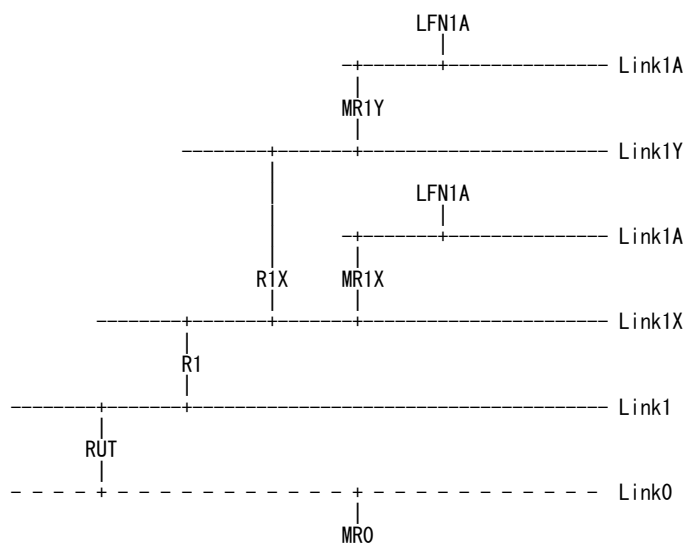 LFN1A
Link1A
MR1Y
Link1Y
LFN1A
Link1A
R1X MR1X
Link1X
R1
Link1
RUT
Link0
MR0